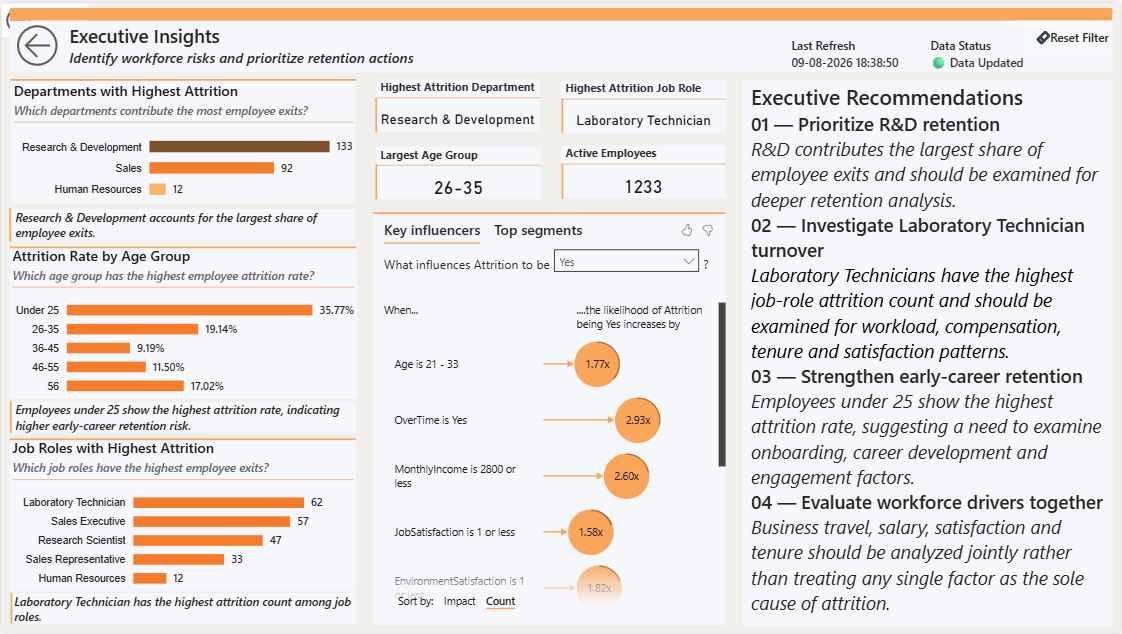 Executive Insights
Identify workforce risks and prioritize retention actions
Last Refresh
09-08-2026 18:38:50
Data Status
Data Updated
Reset Filter
Departments with Highest Attrition
Which departments contribute the most employee exits?
Research & Development 133
Sales 92
Human Resources 12
Research & Development accounts for the largest share of
employee exits.
Attrition Rate by Age Group
Which age group has the highest employee attrition rate?
Under 25 35.77%
26-35 19.14%
36-45 9.19%
46-55 11.50%
56 17.02%
Employees under 25 show the highest attrition rate, indicating
higher early-career retention risk.
Job Roles with Highest Attrition
Which job roles have the highest employee exits?
Laboratory Technician 62
Sales Executive 57
Research Scientist 47
Sales Representative 33
Human Resources 12
Laboratory Technician has the highest attrition count among job
roles.
Highest Attrition Department
Research & Development
Highest Attrition Job Role
Laboratory Technician
Largest Age Group
26-35
Active Employees
1233
Key influencers Top segments
What influences Attrition to be Yes ?
When...
....the likelihood of Attrition
being Yes increases by
Age is 21 - 33 1.77x
OverTime is Yes 2.93x
MonthlyIncome is 2800 or
less 2.60x
JobSatisfaction is 1 or less 1.58x
EnvironmentSatisfaction is 1
or less 1.82x
Sort by: Impact Count
Executive Recommendations
01 — Prioritize R&D retention
R&D contributes the largest share of
employee exits and should be examined for
deeper retention analysis.
02 — Investigate Laboratory Technician
turnover
Laboratory Technicians have the highest
job-role attrition count and should be
examined for workload, compensation,
tenure and satisfaction patterns.
03 — Strengthen early-career retention
Employees under 25 show the highest
attrition rate, suggesting a need to examine
onboarding, career development and
engagement factors.
04 — Evaluate workforce drivers together
Business travel, salary, satisfaction and
tenure should be analyzed jointly rather
than treating any single factor as the sole
cause of attrition.